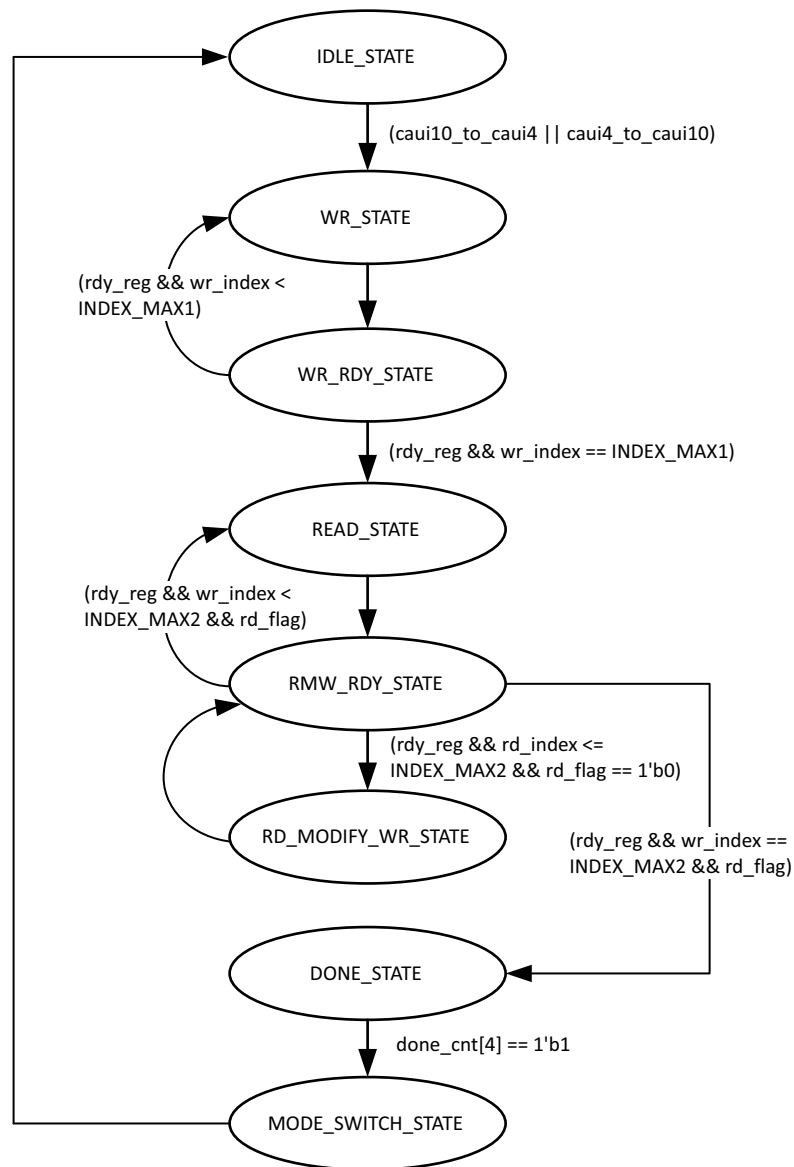 IDLE_STATE
(caui10_to_caui4 || caui4_to_caui10)
WR_STATE
(rdy_reg && wr_index <
INDEX_MAX1)
WR_RDY_STATE
(rdy_reg && wr_index == INDEX_MAX1)
READ_STATE
(rdy_reg && wr_index <
INDEX_MAX2 && rd_flag)
RMW_RDY_STATE
(rdy_reg && rd_index <=
INDEX_MAX2 && rd_flag == 1'b0)
RD_MODIFY_WR_STATE
(rdy_reg && wr_index ==
INDEX_MAX2 && rd_flag)
DONE_STATE
done_cnt[4] == 1'b1
MODE_SWITCH_STATE